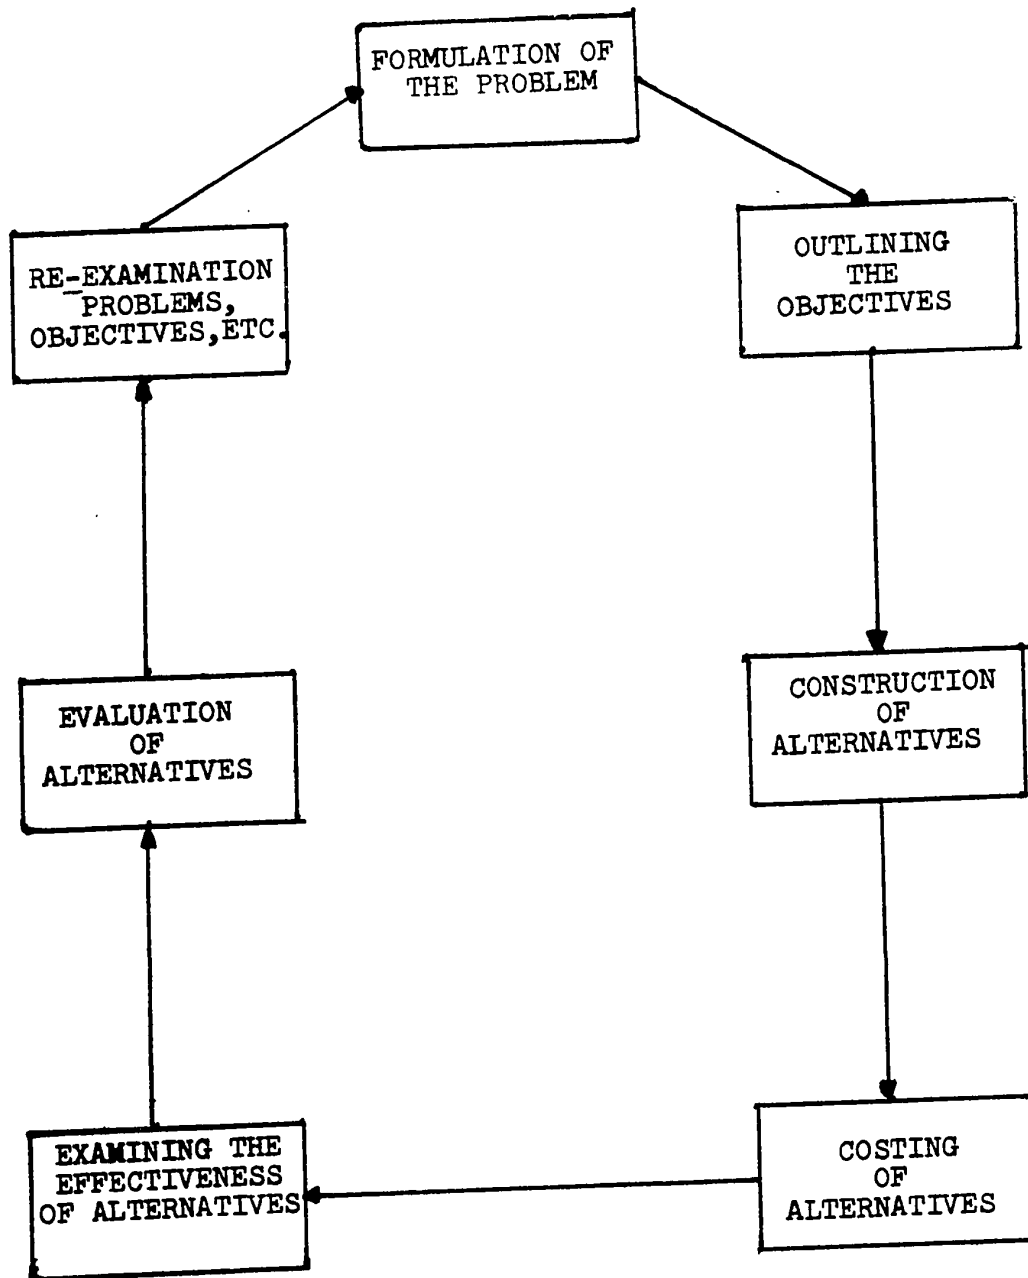 FORMULATION OF
THE PROBLEM
OUTLINING
THE
OBJECTIVES
CONSTRUCTION
OF
ALTERNATIVES
COSTING
OF
ALTERNATIVES
EXAMINING THE
EFFECTIVENESS
OF ALTERNATIVES
EVALUATION
OF
ALTERNATIVES
RE-EXAMINATION
PROBLEMS,
OBJECTIVES,ETC.